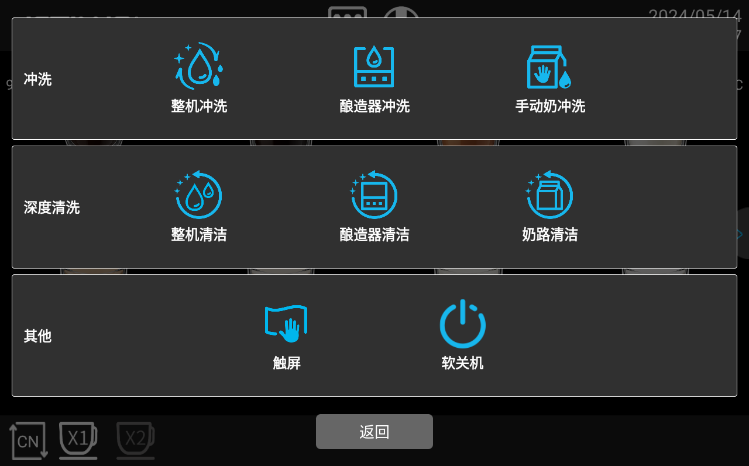 2024/05/14
冲洗
整机冲洗
酿造器冲洗
手动奶冲洗
深度清洗
整机清洁
酿造器清洁
奶路清洁
其他
触屏
软关机
CN
X1
X2
返回